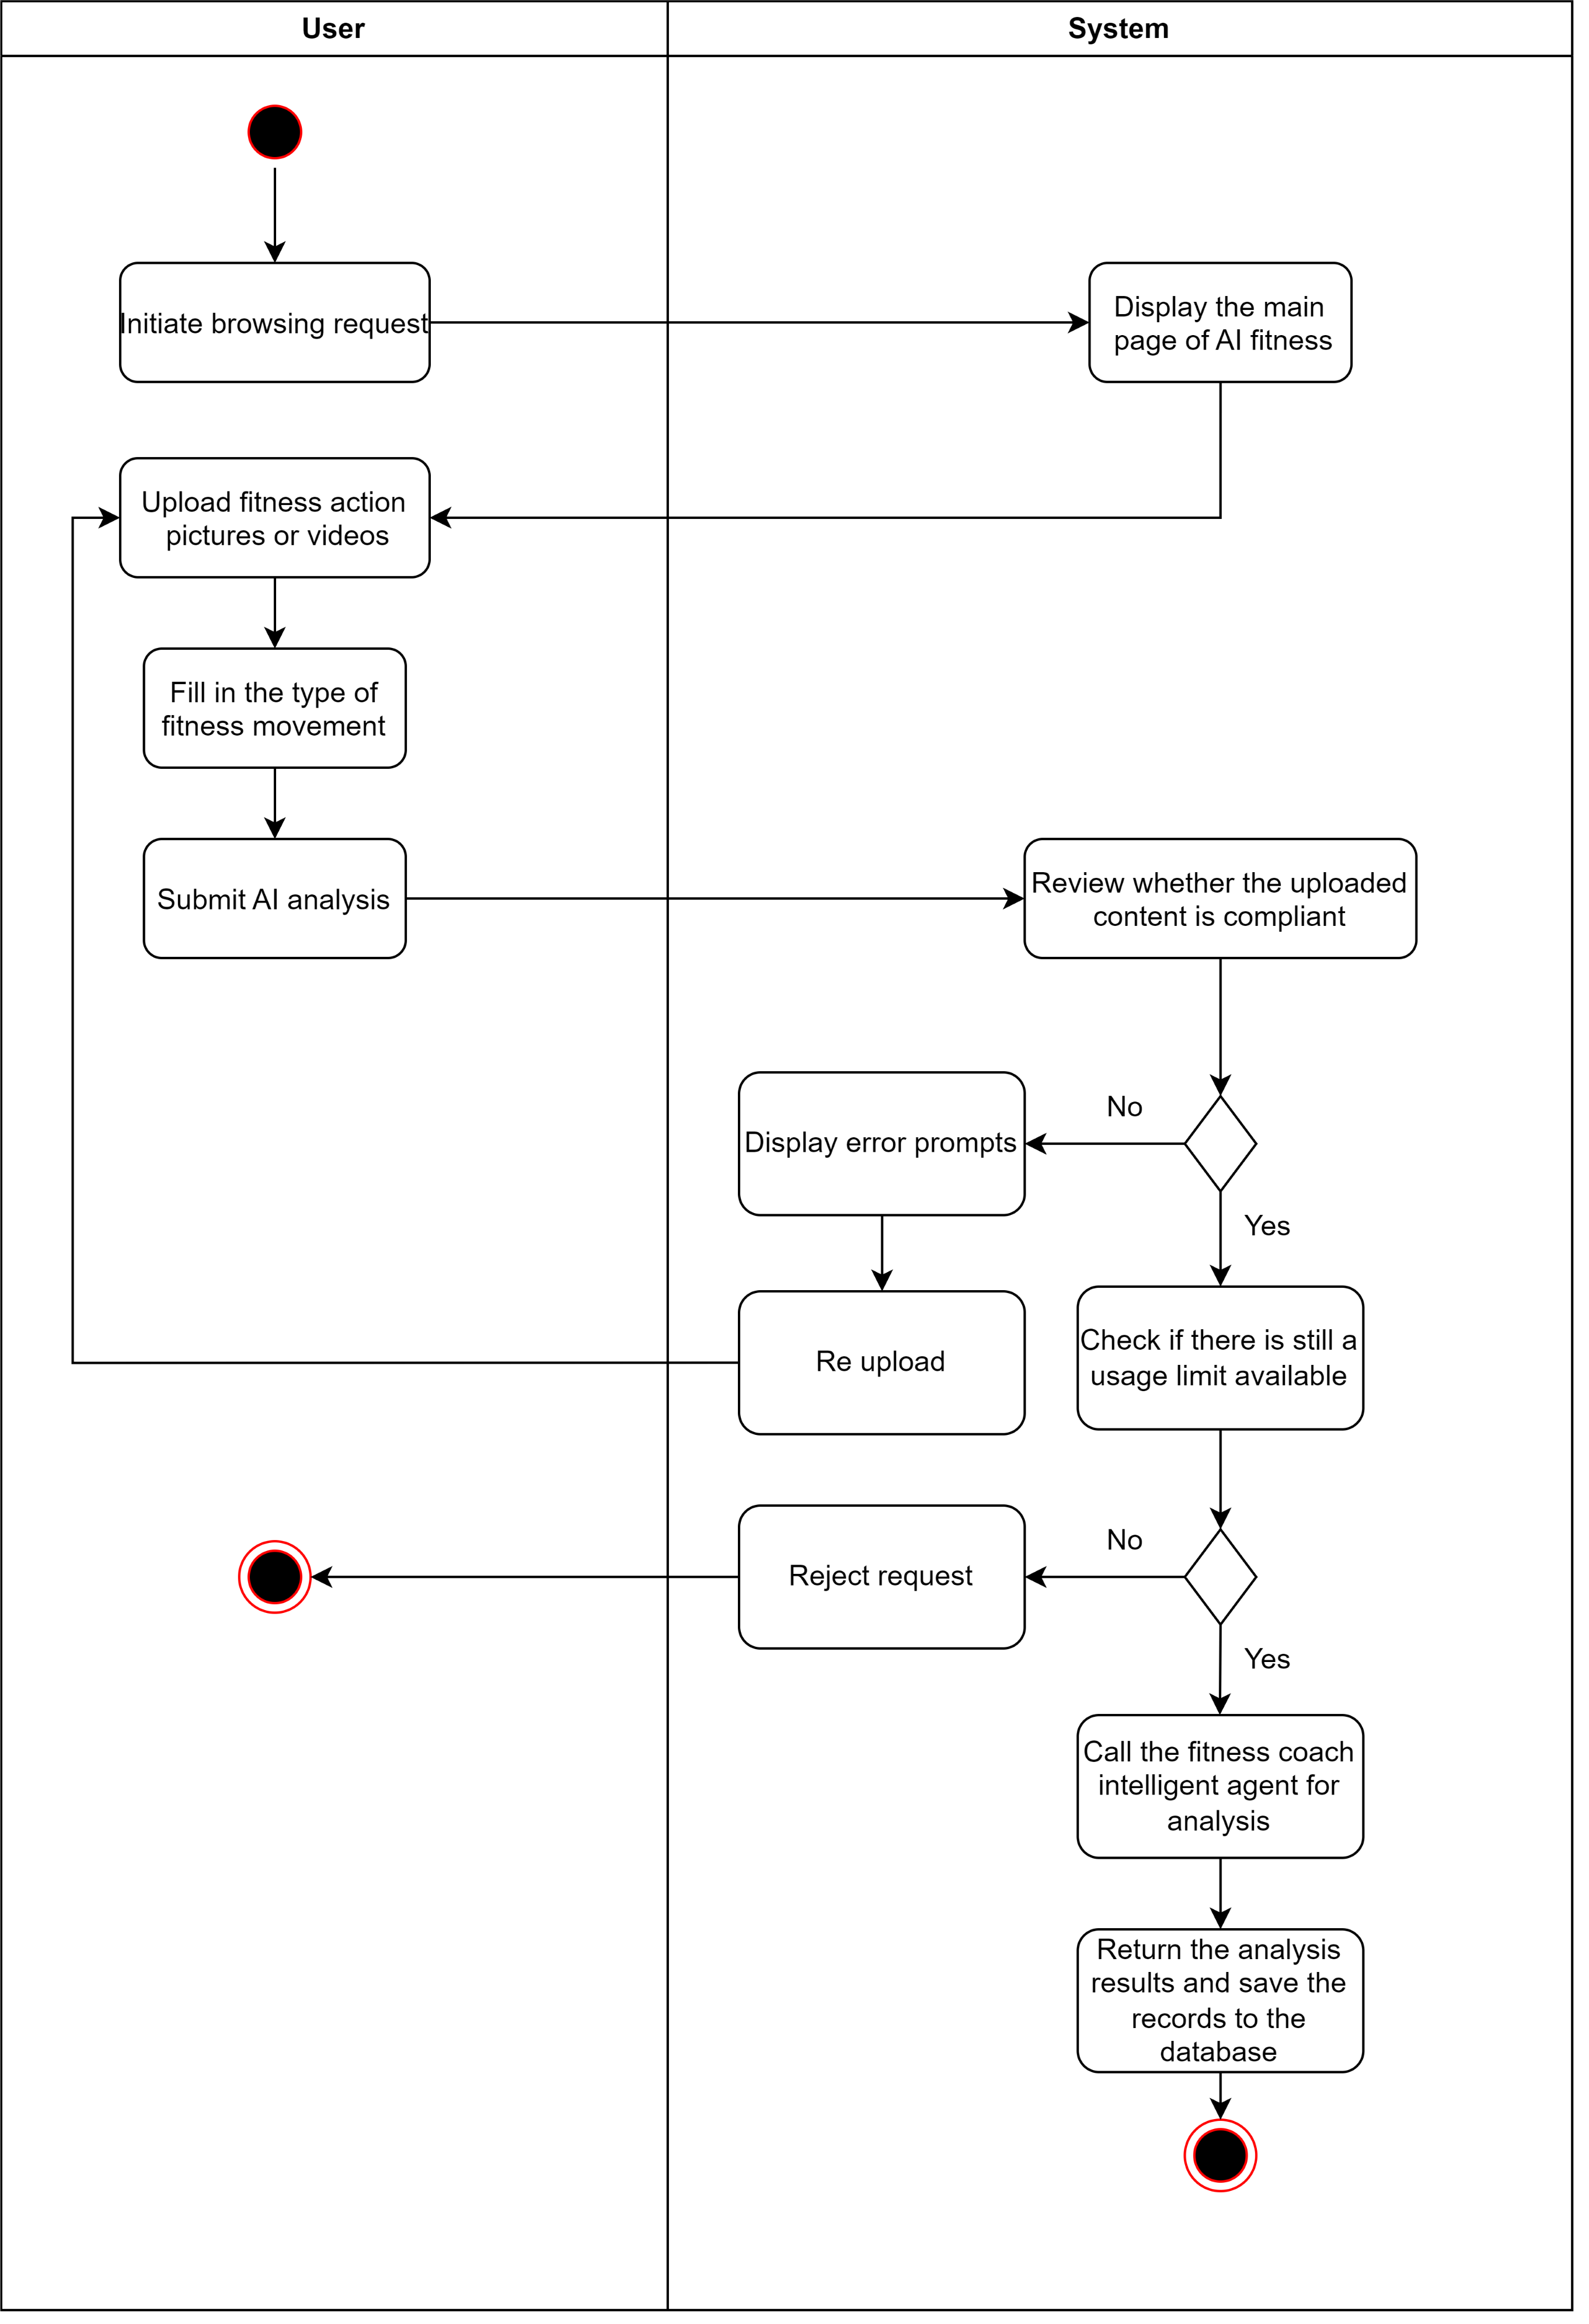 User
System
Initiate browsing request
Display the main
page of AI fitness
Upload fitness action
pictures or videos
Fill in the type of
fitness movement
Submit AI analysis
Review whether the uploaded
content is compliant
No
Display error prompts
Yes
Re upload
Check if there is still a
usage limit available
No
Reject request
Yes
Call the fitness coach
intelligent agent for
analysis
Return the analysis
results and save the
records to the
database